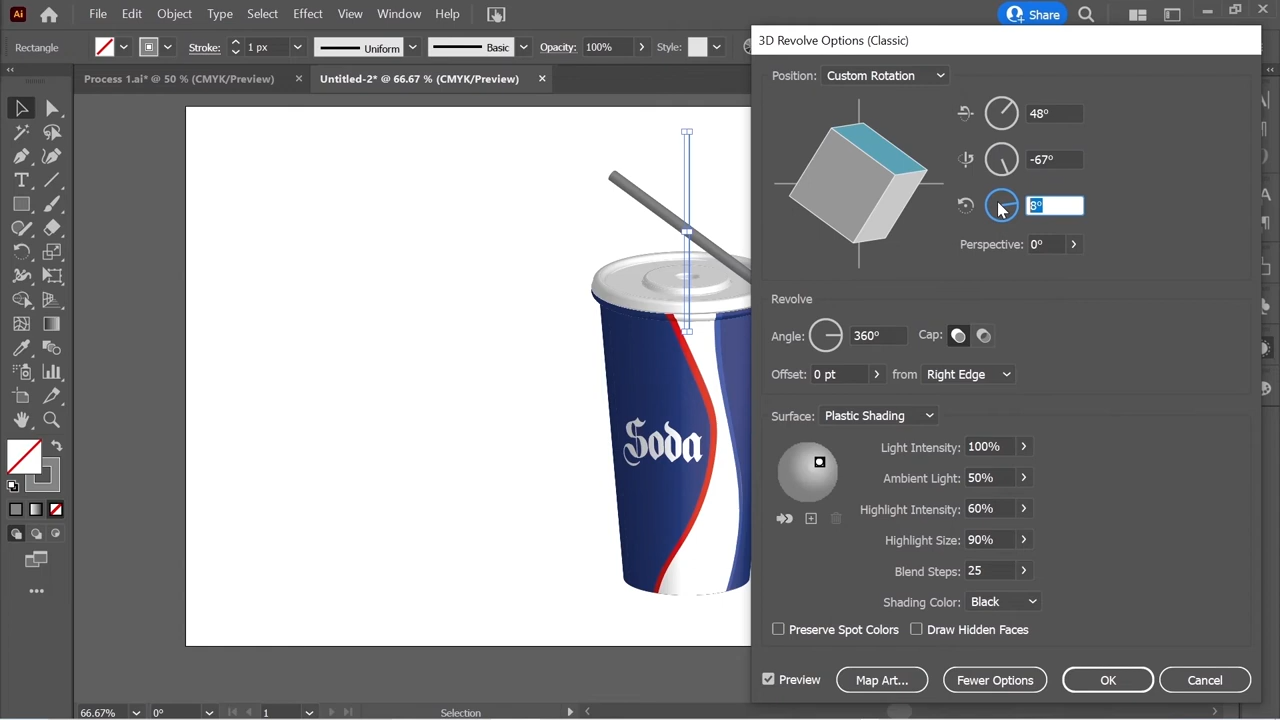 Ai File Edit Object Type Select Effect View Window Help Share
3D Revolve Options (Classic)
Rectangle Stroke: 1 px Uniform Basic Opacity: 100% Style:
Process 1.ai* @ 50 % (CMYK/Preview) Untitled-2* @ 66.67 % (CMYK/Preview)
Position: Custom Rotation
48°
-67°
8°
Perspective: 0°
Revolve
Angle: 360° Cap:
Offset: 0 pt from Right Edge
Surface: Plastic Shading
Light Intensity: 100%
Ambient Light: 50%
Highlight Intensity: 60%
Highlight Size: 90%
Blend Steps: 25
Shading Color: Black
Preserve Spot Colors Draw Hidden Faces
Preview Map Art... Fewer Options OK Cancel
Soda
66.67% 0° 1 Selection